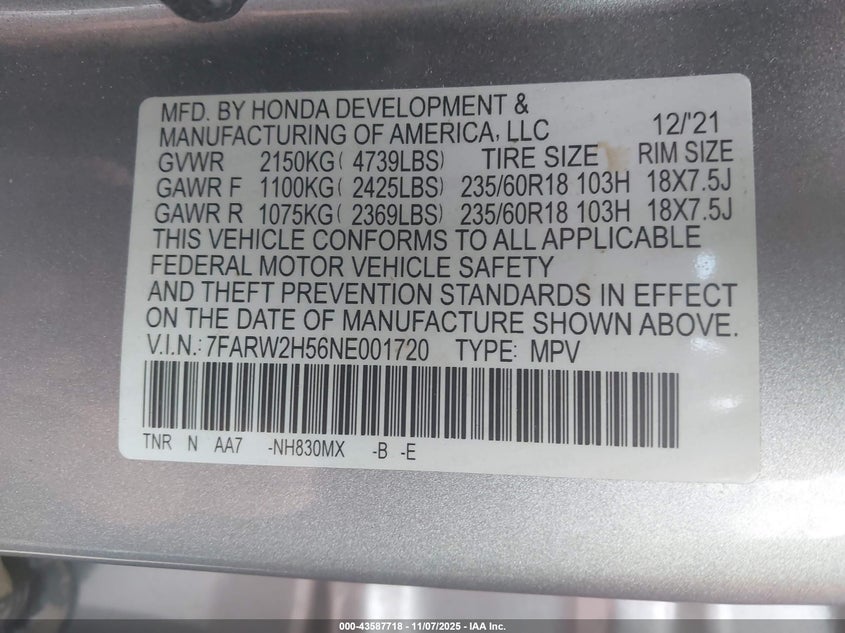 MFD. BY HONDA DEVELOPMENT &
MANUFACTURING OF AMERICA, LLC 12/'21
GVWR 2150KG( 4739LBS) TIRE SIZE RIM SIZE
GAWR F 1100KG( 2425LBS) 235/60R18 103H 18X7.5J
GAWR R 1075KG( 2369LBS) 235/60R18 103H 18X7.5J
THIS VEHICLE CONFORMS TO ALL APPLICABLE
FEDERAL MOTOR VEHICLE SAFETY
AND THEFT PREVENTION STANDARDS IN EFFECT
ON THE DATE OF MANUFACTURE SHOWN ABOVE.
V.I.N.: 7FARW2H56NE001720 TYPE: MPV
TNR N AA7 -NH830MX -B -E
000-43587718 - 11/07/2025 - IAA Inc.